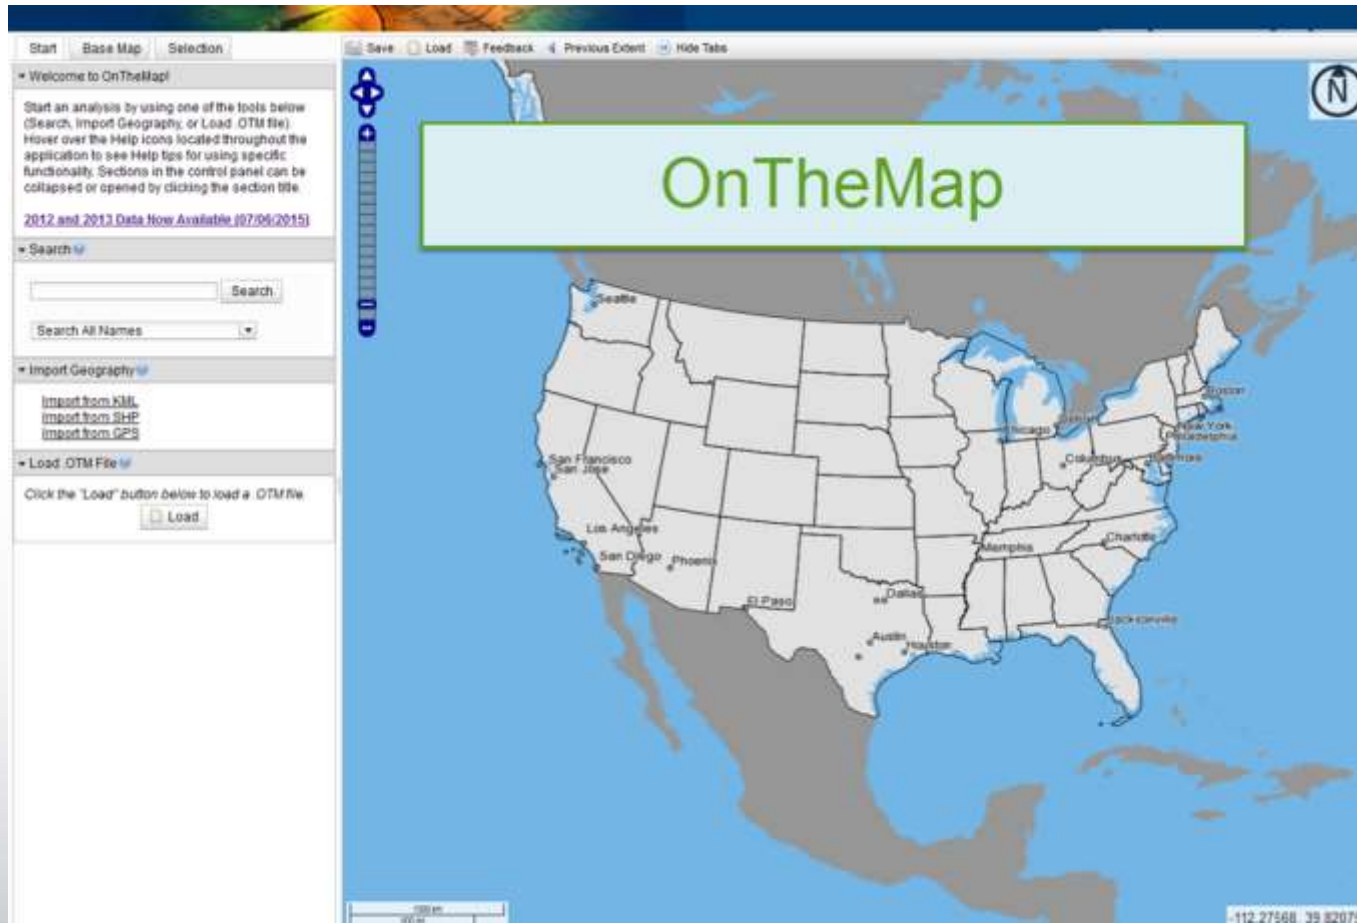 Start Base Map Selection
Save Load Feedback Previous Extent Hide Tabs
Welcome to OnTheMap!
Start an analysis by using one of the tools below
(Search, Import Geography, or Load .OTM file).
Hover over the Help icons located throughout the
application to see Help tips for using specific
functionality. Sections in the control panel can be
collapsed or opened by clicking the section title.
2012 and 2013 Data Now Available (07/06/2015)
Search
Search
Search All Names
Import Geography
Import from KML
Import from SHP
Import from GPS
Load .OTM File
Click the "Load" button below to load a .OTM file.
Load
N
OnTheMap
Seattle
Boston
Detroit
New York
Chicago
Philadelphia
San Francisco
Columbus
Baltimore
San Jose
Los Angeles
Charlotte
Memphis
San Diego
Phoenix
Dallas
El Paso
Jacksonville
Austin
Houston